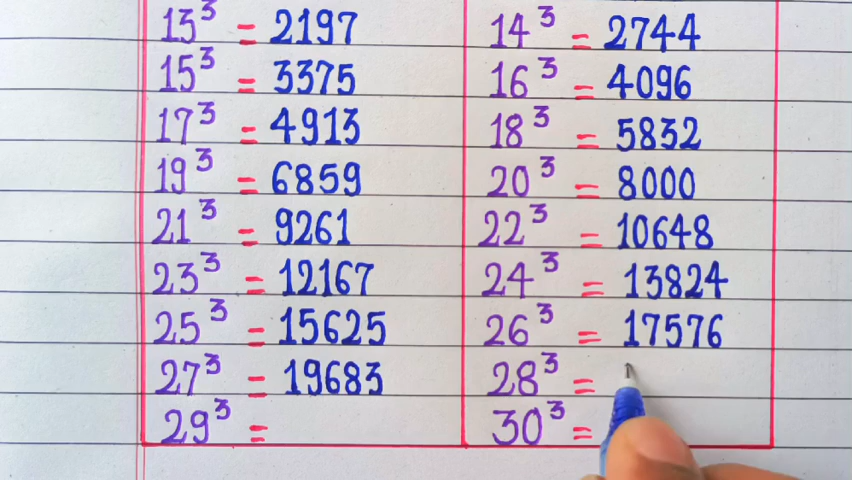 13³ = 2197 14³ = 2744
15³ = 3375 16³ = 4096
17³ = 4913 18³ = 5832
19³ = 6859 20³ = 8000
21³ = 9261 22³ = 10648
23³ = 12167 24³ = 13824
25³ = 15625 26³ = 17576
27³ = 19683 28³ =
29³ = 30³ =